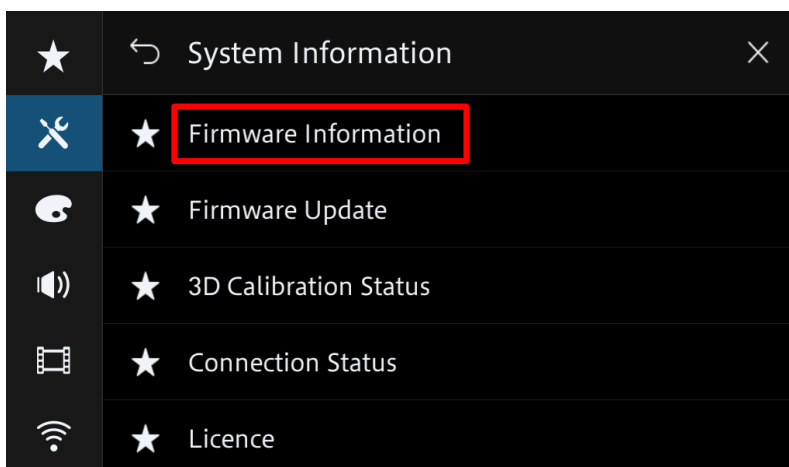 System Information
Firmware Information
Firmware Update
3D Calibration Status
Connection Status
Licence